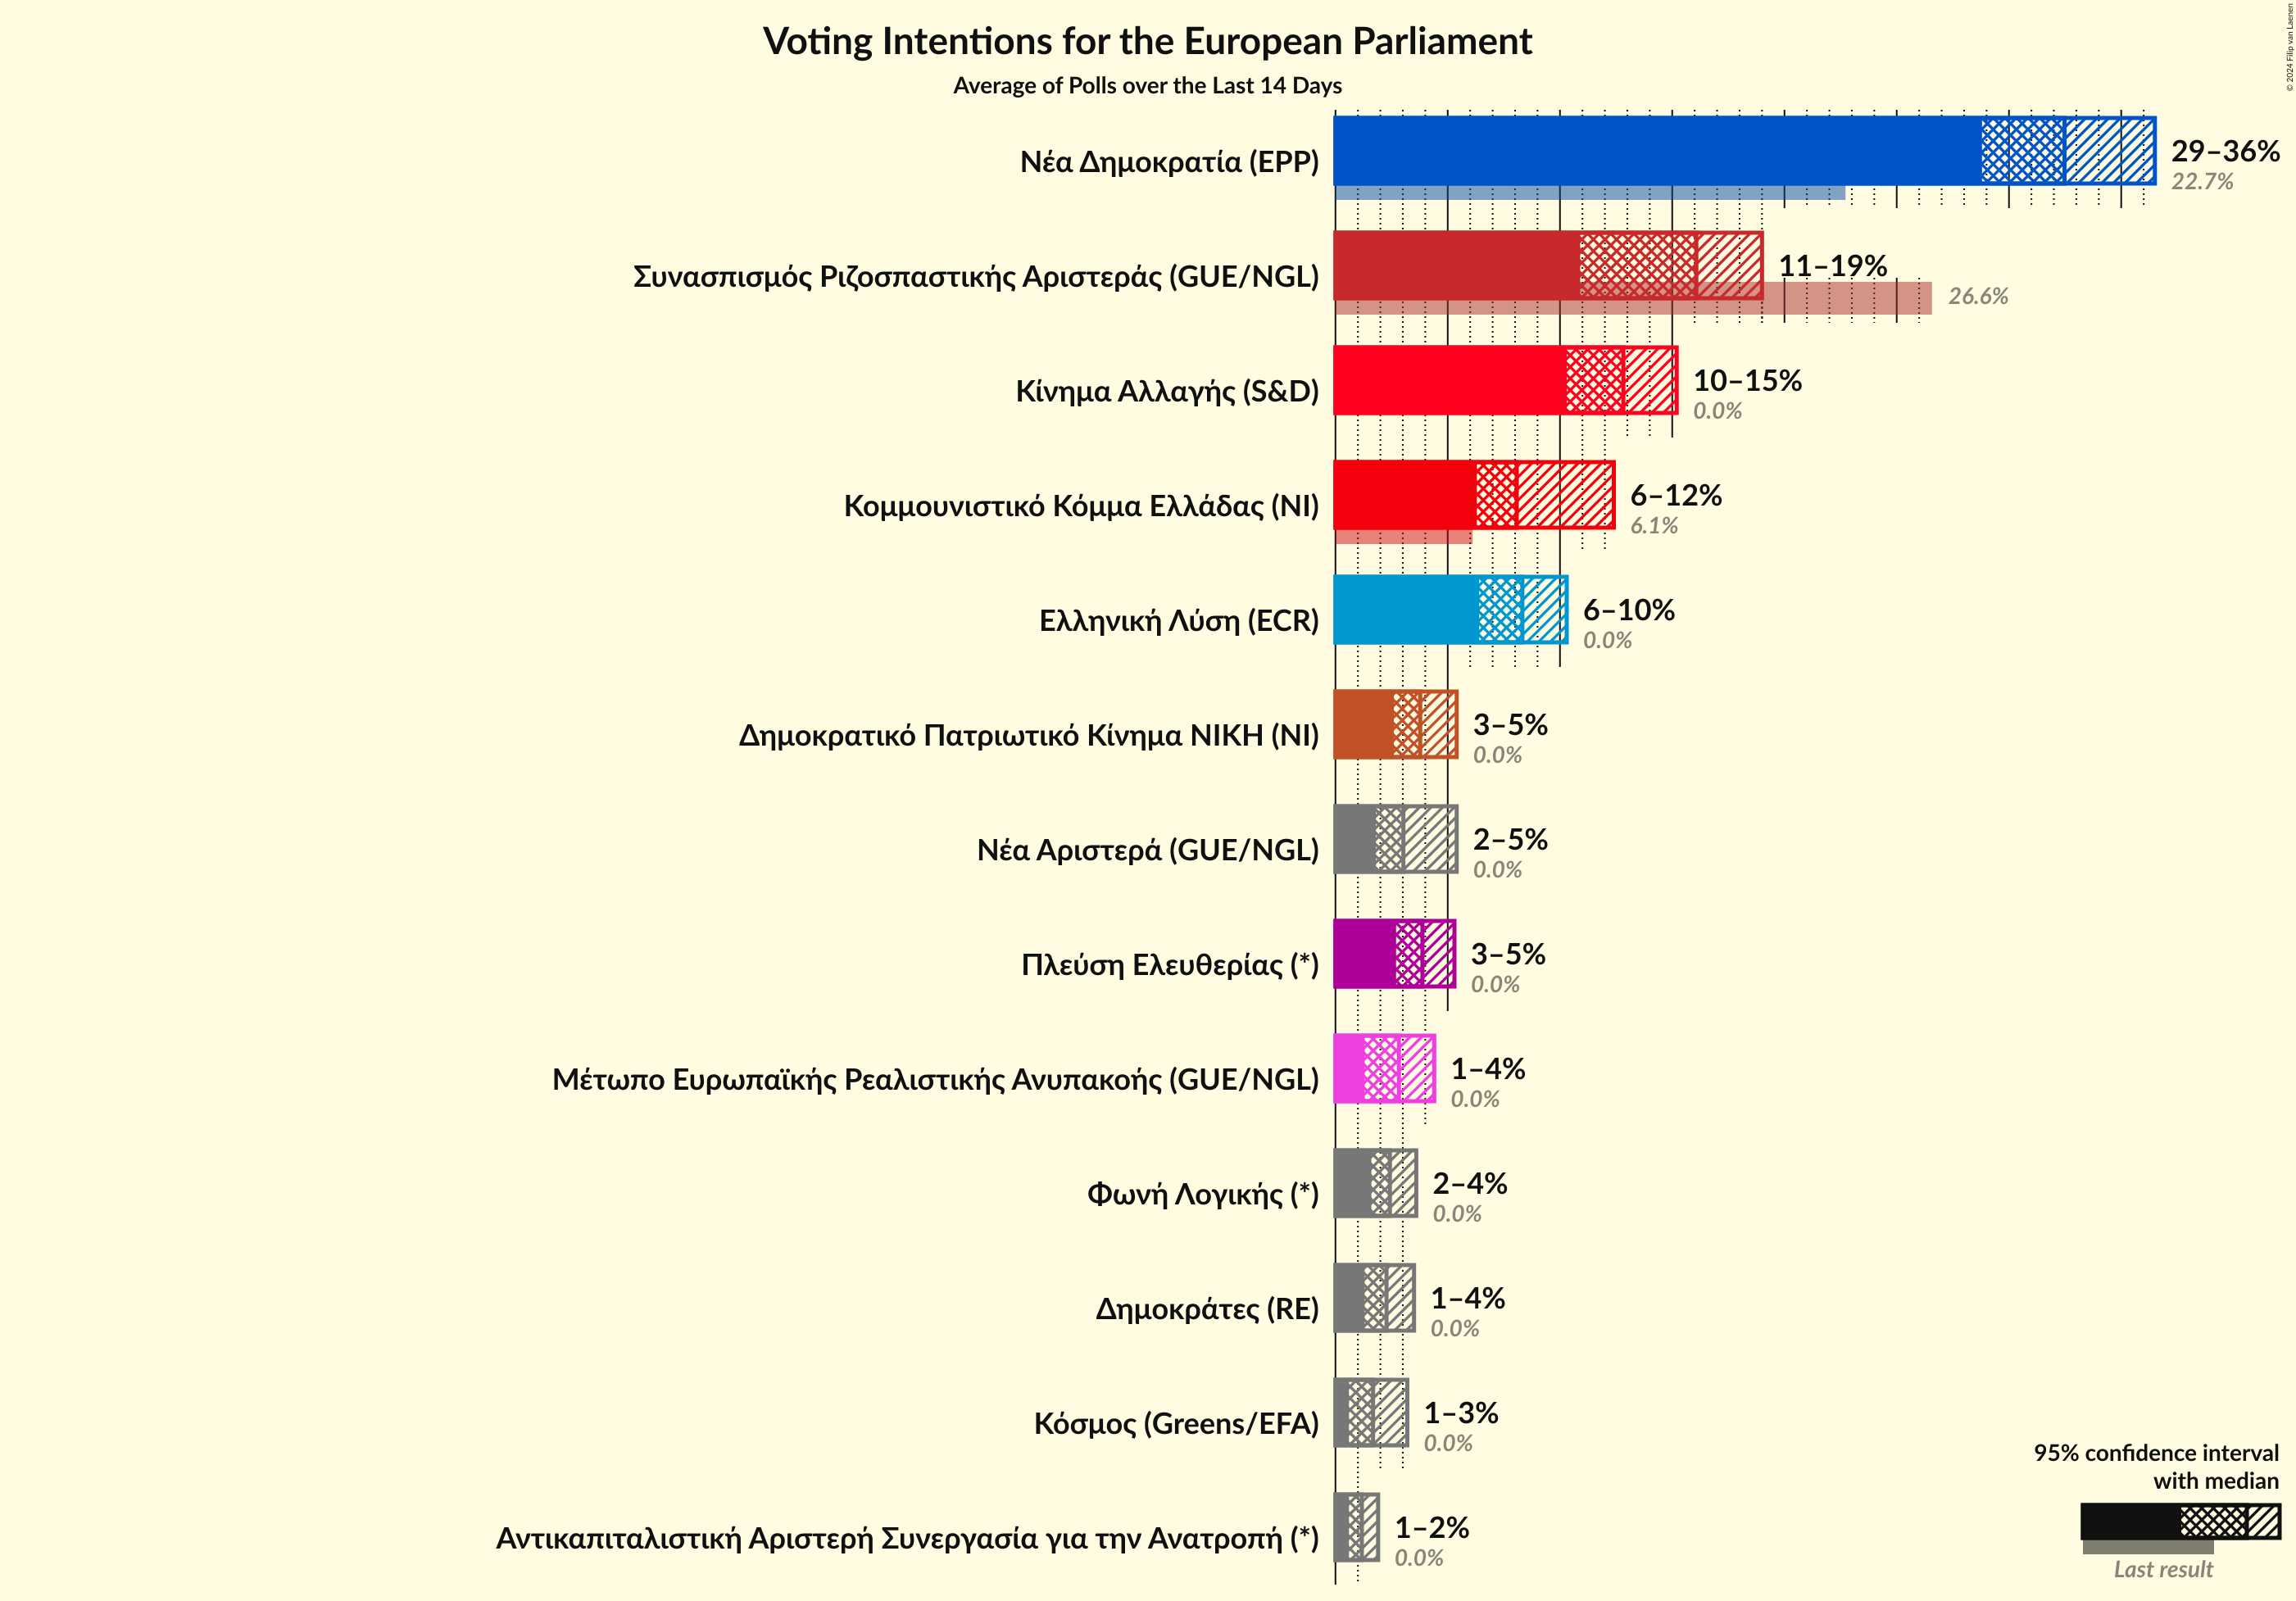 © 2024 Filip van Laenen
Voting Intentions for the European Parliament
Average of Polls over the Last 14 Days
Νέα Δημοκρατία (EPP)
29–36%
22.7%
Συνασπισμός Ριζοσπαστικής Αριστεράς (GUE/NGL)
11–19%
26.6%
Κίνημα Αλλαγής (S&D)
10–15%
0.0%
Κομμουνιστικό Κόμμα Ελλάδας (NI)
6–12%
6.1%
Ελληνική Λύση (ECR)
6–10%
0.0%
Δημοκρατικό Πατριωτικό Κίνημα ΝΙΚΗ (NI)
3–5%
0.0%
Νέα Αριστερά (GUE/NGL)
2–5%
0.0%
Πλεύση Ελευθερίας (*)
3–5%
0.0%
Μέτωπο Ευρωπαϊκής Ρεαλιστικής Ανυπακοής (GUE/NGL)
1–4%
0.0%
Φωνή Λογικής (*)
2–4%
0.0%
Δημοκράτες (RE)
1–4%
0.0%
Κόσμος (Greens/EFA)
1–3%
0.0%
Αντικαπιταλιστική Αριστερή Συνεργασία για την Ανατροπή (*)
1–2%
0.0%
95% confidence interval
with median
Last result